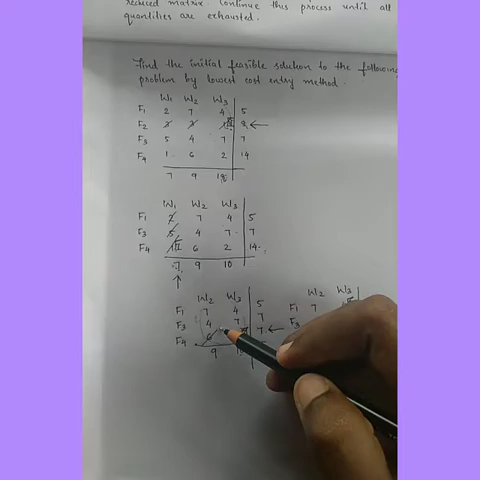 reduced matrix. Continue this process until all
quantities are exhausted.
Find the initial feasible solution to the following
problem by lowest cost entry method.
W1 W2 W3
F1 2 7 4 5
F2 3 3 1 8
F3 5 4 7 7
F4 1 6 2 14
7 9 18
W1 W2 W3
F1 2 7 4 5
F3 5 4 7 7
F4 1 6 2 14
7 9 10
W2 W3
F1 7 4 5
F3 4 7 7
F4 6 7
9 10
W2 W3
F1 7
F3